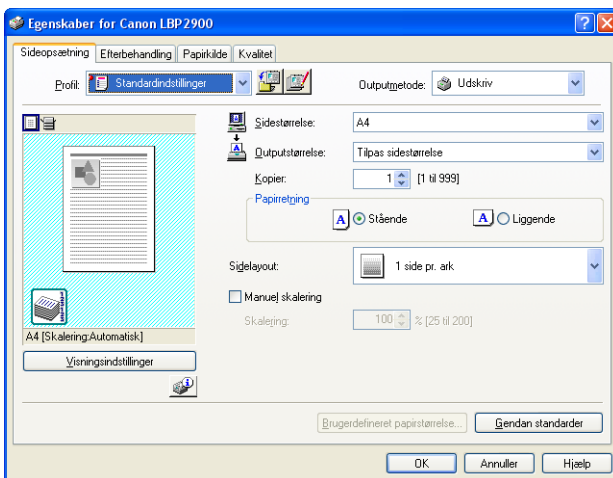 Egenskaber for Canon LBP2900
Sideopsætning Efterbehandling Papirkilde Kvalitet
Profil: Standardindstillinger Outputmetode: Udskriv
Sidestørrelse: A4
Outputstørrelse: Tilpas sidestørrelse
Kopier: 1 [1 til 999]
Papirretning
A Stående A Liggende
Sidelayout: 1 side pr. ark
Manuel skalering
Skalering: 100 % [25 til 200]
A4 [Skalering:Automatisk]
Visningsindstillinger
Brugerdefineret papirstørrelse... Gendan standarder
OK Annuller Hjælp